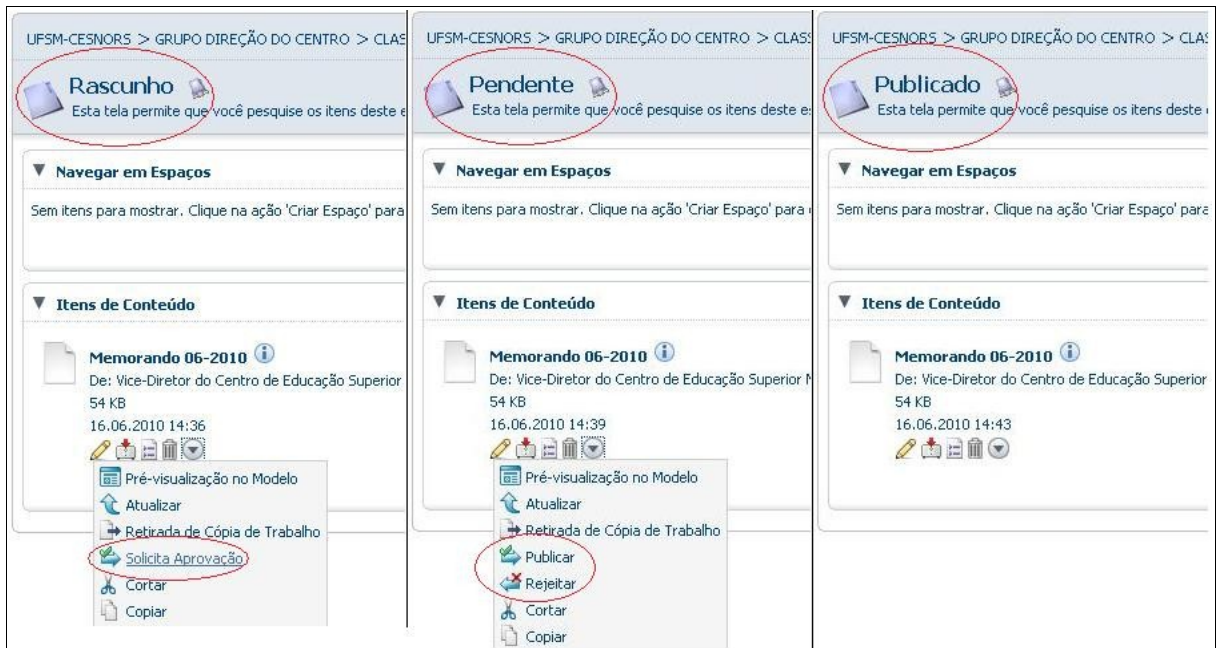 UFSM-CESNORS > GRUPO DIREÇÃO DO CENTRO > CLAS
Rascunho
Esta tela permite que você pesquise os itens deste e
Navegar em Espaços
Sem itens para mostrar. Clique na ação 'Criar Espaço' para
Itens de Conteúdo
Memorando 06-2010
De: Vice-Diretor do Centro de Educação Superior
54 KB
16.06.2010 14:36
Pré-visualização no Modelo
Atualizar
Retirada de Cópia de Trabalho
Solicita Aprovação
Cortar
Copiar
UFSM-CESNORS > GRUPO DIREÇÃO DO CENTRO > CLASS
Pendente
Esta tela permite que você pesquise os itens deste e
Navegar em Espaços
Sem itens para mostrar. Clique na ação 'Criar Espaço' para
Itens de Conteúdo
Memorando 06-2010
De: Vice-Diretor do Centro de Educação Superior N
54 KB
16.06.2010 14:39
Pré-visualização no Modelo
Atualizar
Retirada de Cópia de Trabalho
Publicar
Rejeitar
Cortar
Copiar
UFSM-CESNORS > GRUPO DIREÇÃO DO CENTRO > CLAS
Publicado
Esta tela permite que você pesquise os itens deste
Navegar em Espaços
Sem itens para mostrar. Clique na ação 'Criar Espaço' para
Itens de Conteúdo
Memorando 06-2010
De: Vice-Diretor do Centro de Educação Superior
54 KB
16.06.2010 14:43